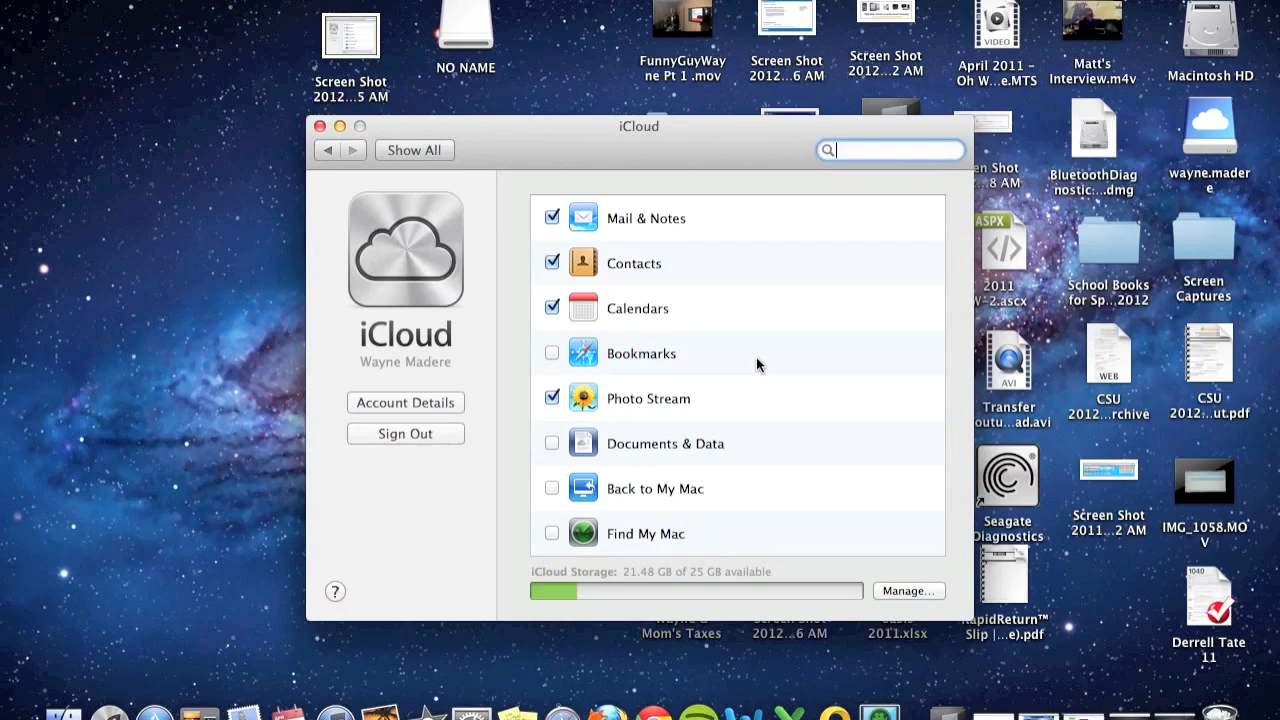 Screen Shot
2012...5 AM
NO NAME
FunnyGuyWay
ne Pt 1 .mov
Screen Shot
2012...6 AM
Screen Shot
2012...2 AM
VIDEO
April 2011 –
Oh W...e.MTS
Matt's
Interview.m4v
Macintosh HD
iCloud
Show All
iCloud
Wayne Madere
Account Details
Sign Out
?
Mail & Notes
Contacts
Calendars
Bookmarks
Photo Stream
Documents & Data
Back to My Mac
Find My Mac
iCloud Storage: 21.48 GB of 25 GB available
Manage...
en Shot
...8 AM
BluetoothDiag
nostic:...dmg
wayne.mader
e
ASPX
2011
W-2.ascx
School Books
for Sp...2012
Screen
Captures
AVI
Transfer
outu...ad.avi
WEB
CSU
2012...rchive
CSU
2012...ut.pdf
Seagate
Diagnostics
Screen Shot
2011...2 AM
IMG_1058.MO
V
RapidReturn™
Slip |...e).pdf
1040
Derrell Tate
11
Mom's Taxes
2012...6 AM
2011.xlsx